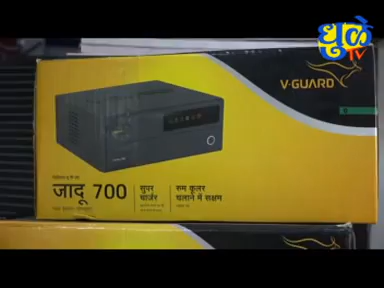 धुळे
TV
V-GUARD
जादू 700
सुपर
चार्जर
रूम कूलर
चलाने में सक्षम